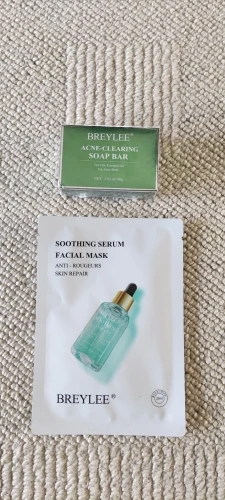 BREYLEE®
ACNE-CLEARING
SOAP BAR
SOOTHING SERUM
FACIAL MASK
ANTI - ROUGEURS
SKIN REPAIR
BREYLEE®